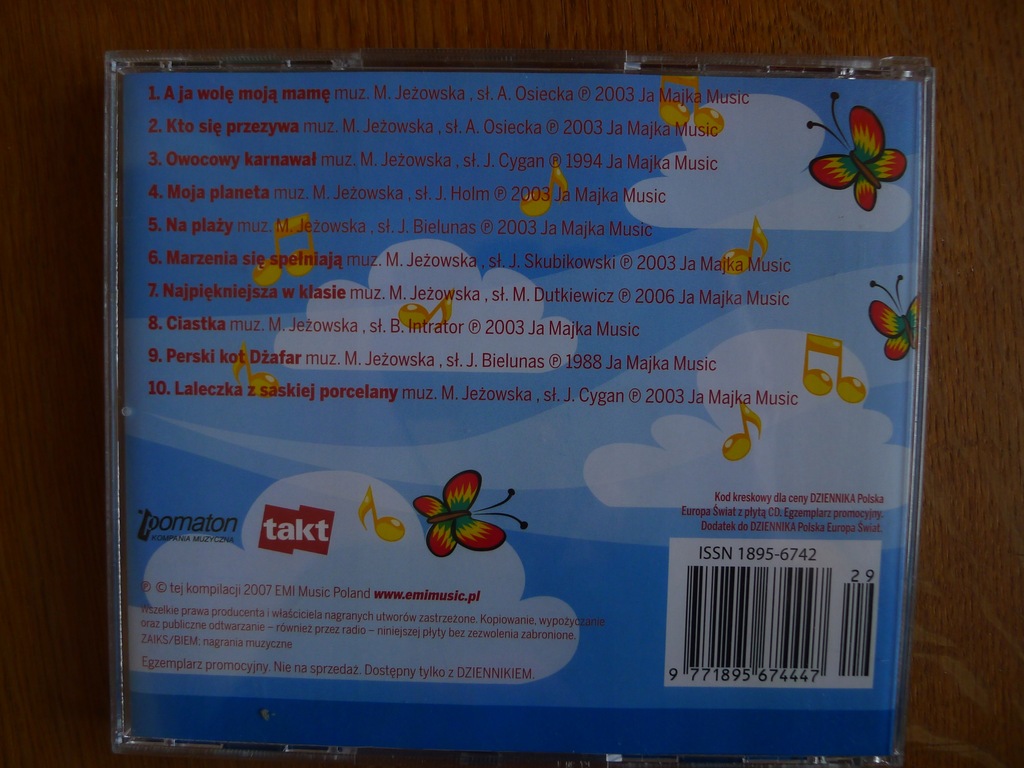 1. A ja wolę moją mamę muz. M. Jeżowska , sł. A. Osiecka ℗ 2003 Ja Majka Music
2. Kto się przezywa muz. M. Jeżowska , sł. A. Osiecka ℗ 2003 Ja Majka Music
3. Owocowy karnawał muz. M. Jeżowska , sł. J. Cygan ℗ 1994 Ja Majka Music
4. Moja planeta muz. M. Jeżowska , sł. J. Holm ℗ 2003 Ja Majka Music
5. Na plaży muz. M. Jeżowska , sł. J. Bielunas ℗ 2003 Ja Majka Music
6. Marzenia się spełniają muz. M. Jeżowska , sł. J. Skubikowski ℗ 2003 Ja Majka Music
7. Najpiękniejsza w klasie muz. M. Jeżowska , sł. M. Dutkiewicz ℗ 2006 Ja Majka Music
8. Ciastka muz. M. Jeżowska , sł. B. Intrator ℗ 2003 Ja Majka Music
9. Perski kot Dżafar muz. M. Jeżowska , sł. J. Bielunas ℗ 1988 Ja Majka Music
10. Laleczka z saskiej porcelany muz. M. Jeżowska , sł. J. Cygan ℗ 2003 Ja Majka Music
Kod kreskowy dla ceny DZIENNIKA Polska
Europa Świat z płytą CD. Egzemplarz promocyjny.
Dodatek do DZIENNIKA Polska Europa Świat.
pomaton
KOMPANIA MUZYCZNA
takt
ISSN 1895-6742
29
9 771895 674447
℗ © tej kompilacji 2007 EMI Music Poland www.emimusic.pl
Wszelkie prawa producenta i właściciela nagranych utworów zastrzeżone. Kopiowanie, wypożyczanie
oraz publiczne odtwarzanie – również przez radio – niniejszej płyty bez zezwolenia zabronione.
ZAIKS/BIEM; nagrania muzyczne
Egzemplarz promocyjny. Nie na sprzedaż. Dostępny tylko z DZIENNIKIEM.